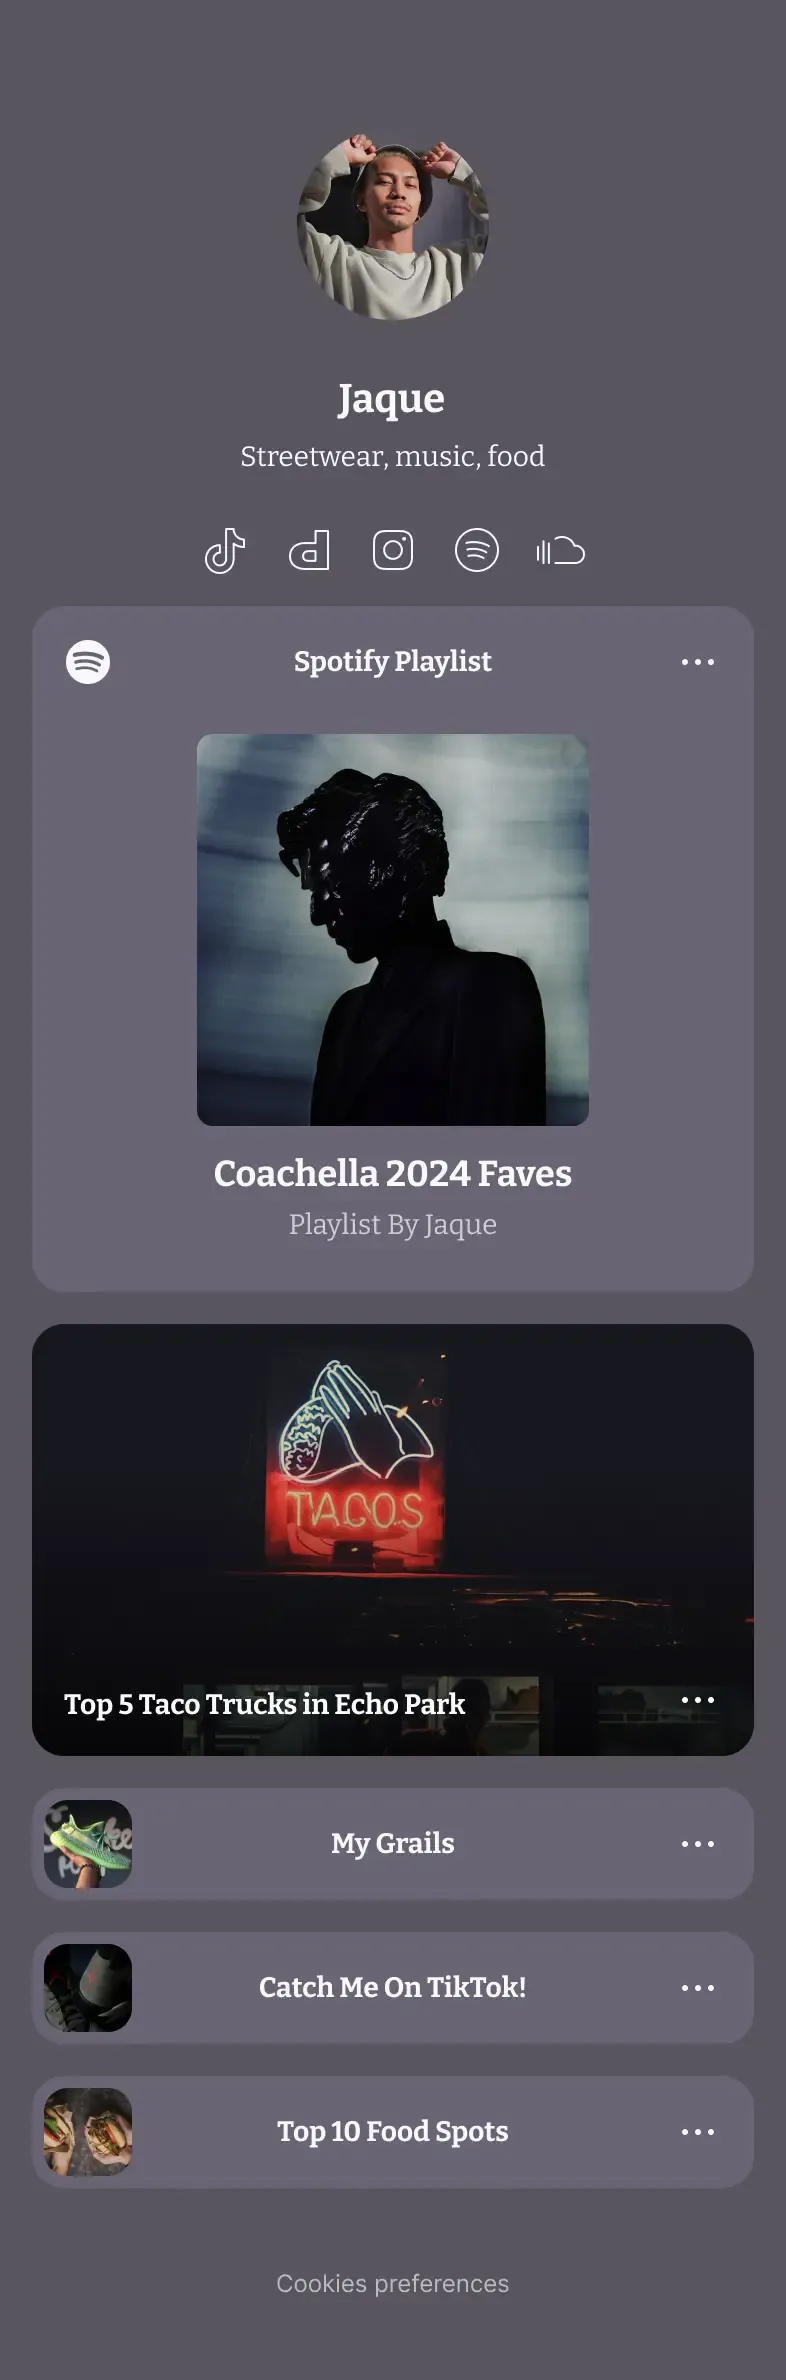 Jaque
Streetwear, music, food
Spotify Playlist
Coachella 2024 Faves
Playlist By Jaque
TACOS
Top 5 Taco Trucks in Echo Park
My Grails
Catch Me On TikTok!
Top 10 Food Spots
Cookies preferences